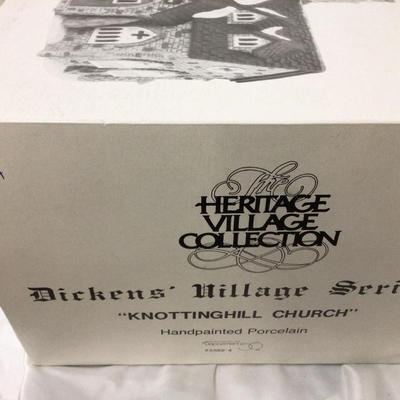 The
HERITAGE
VILLAGE
COLLECTION
Dickens' Village Seri
"KNOTTINGHILL CHURCH"
Handpainted Porcelain